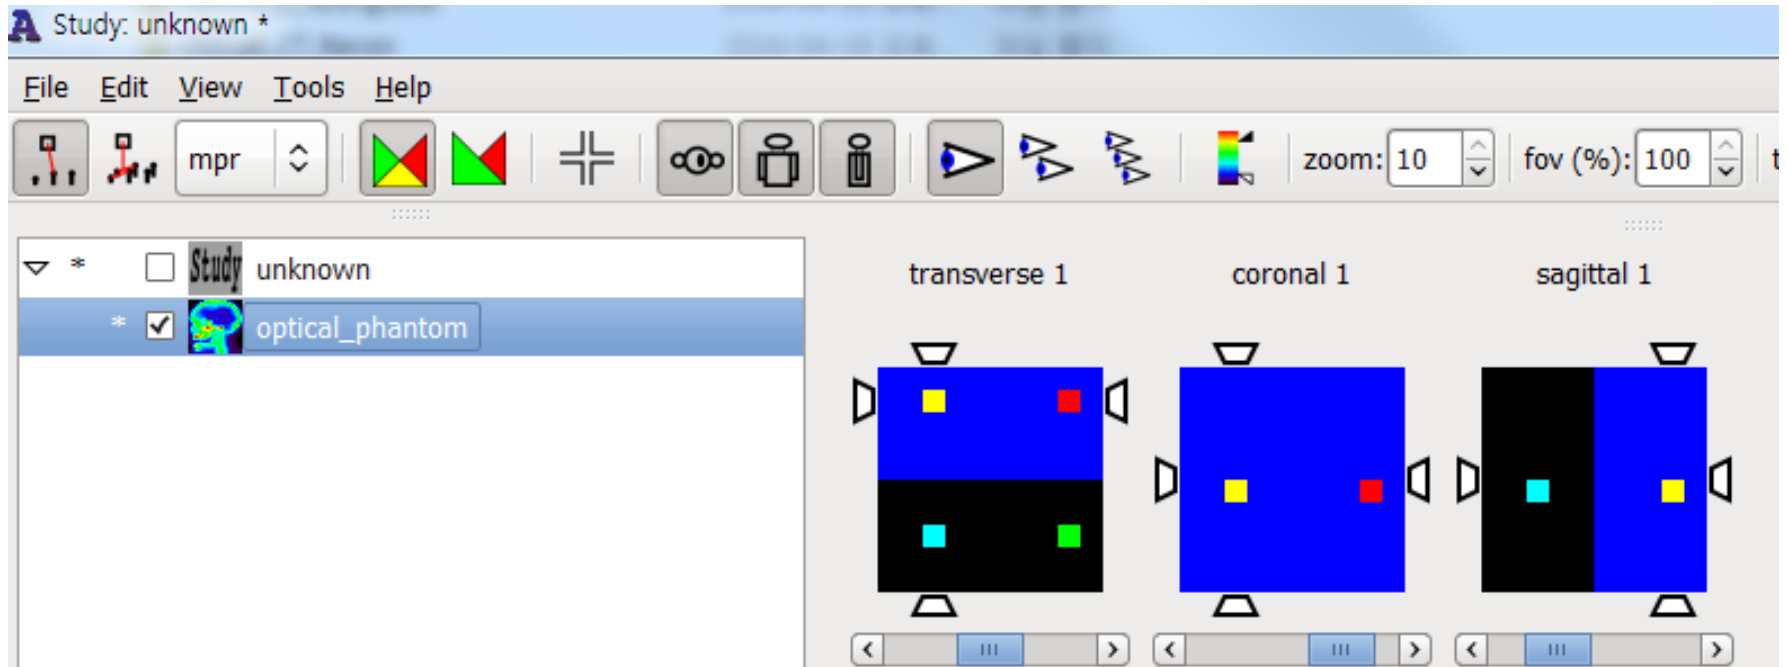 Study: unknown *
File Edit View Tools Help
mpr zoom: 10 fov (%): 100 t
* Study unknown
* optical_phantom
transverse 1 coronal 1 sagittal 1